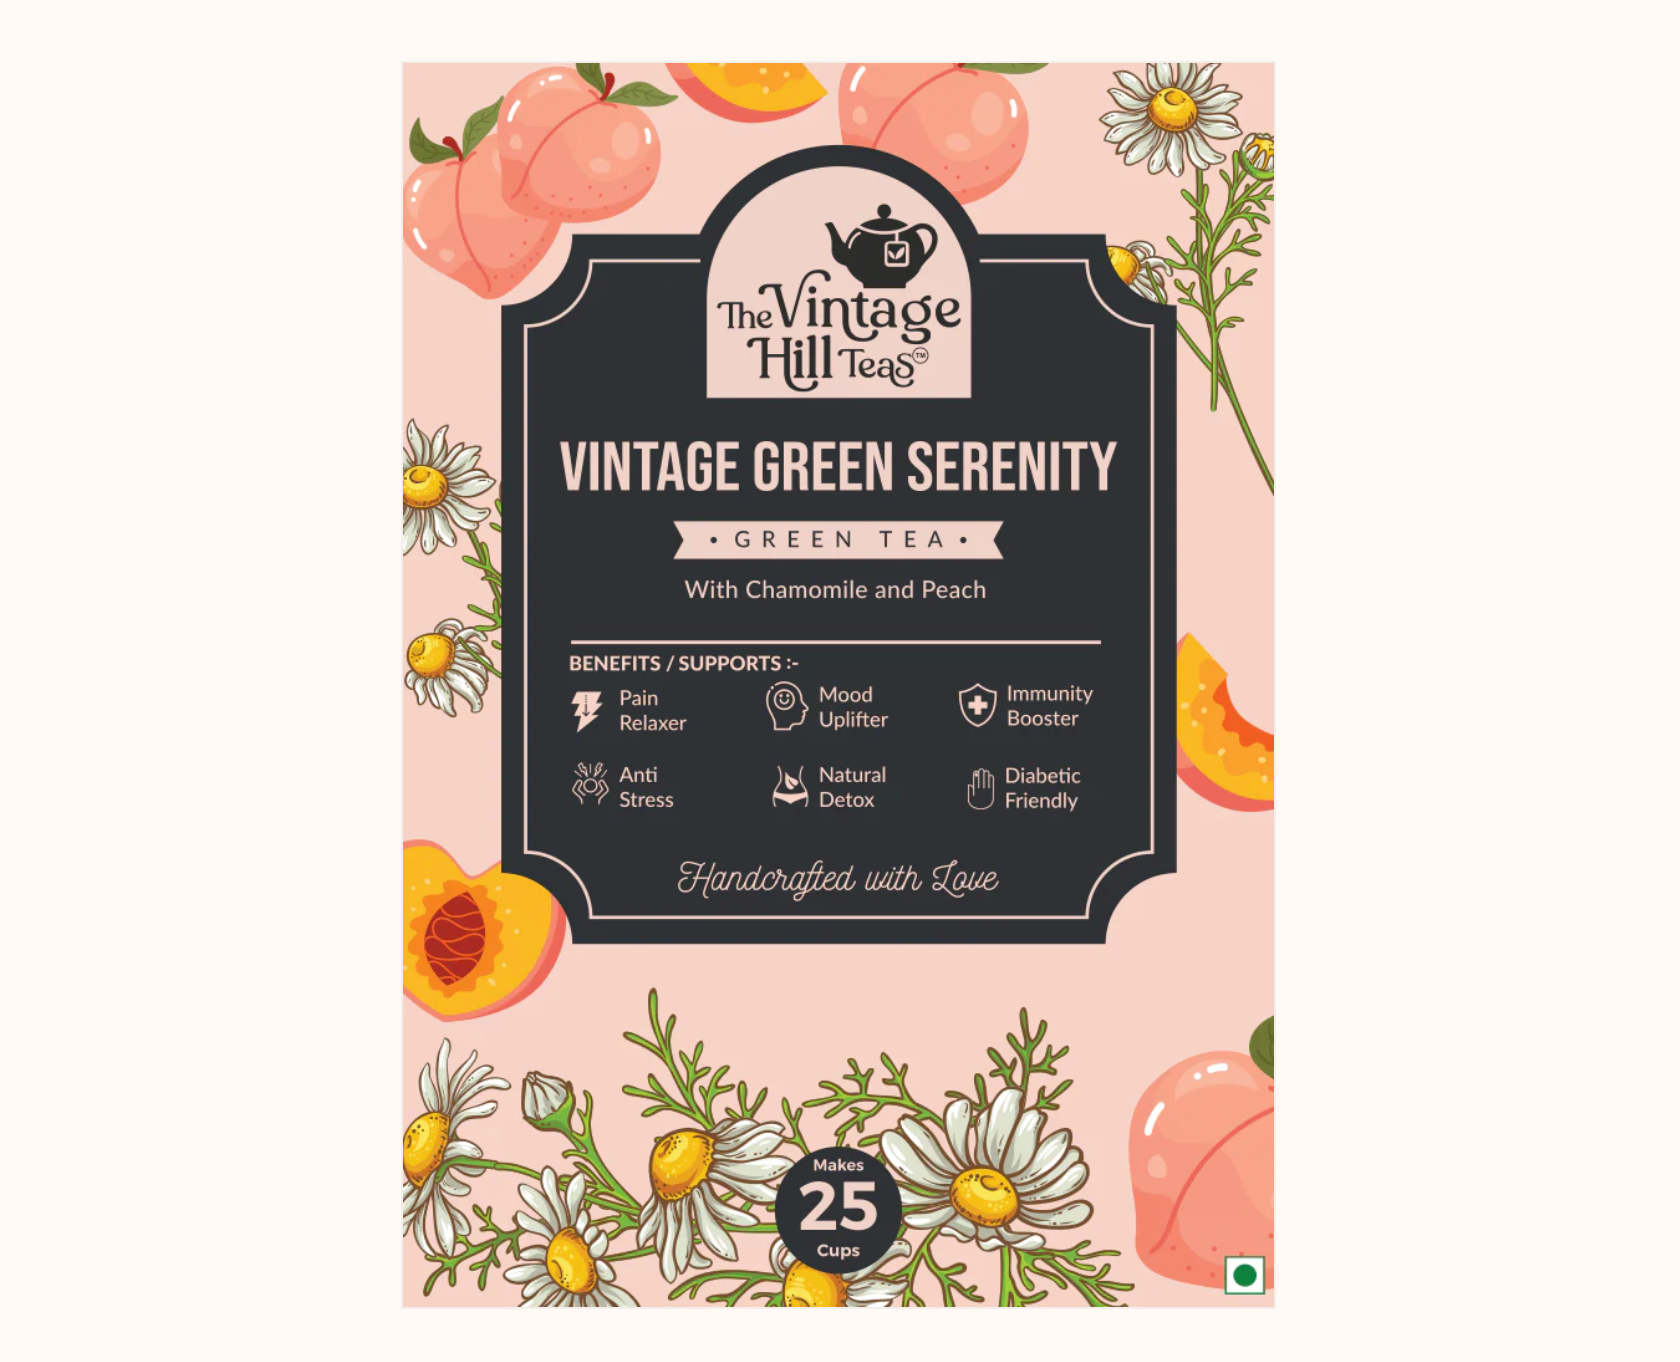 The Vintage
Hill Teas™
VINTAGE GREEN SERENITY
• GREEN TEA •
With Chamomile and Peach
BENEFITS / SUPPORTS :-
Pain
Relaxer
Mood
Uplifter
Immunity
Booster
Anti
Stress
Natural
Detox
Diabetic
Friendly
Handcrafted with Love
Makes
25
Cups